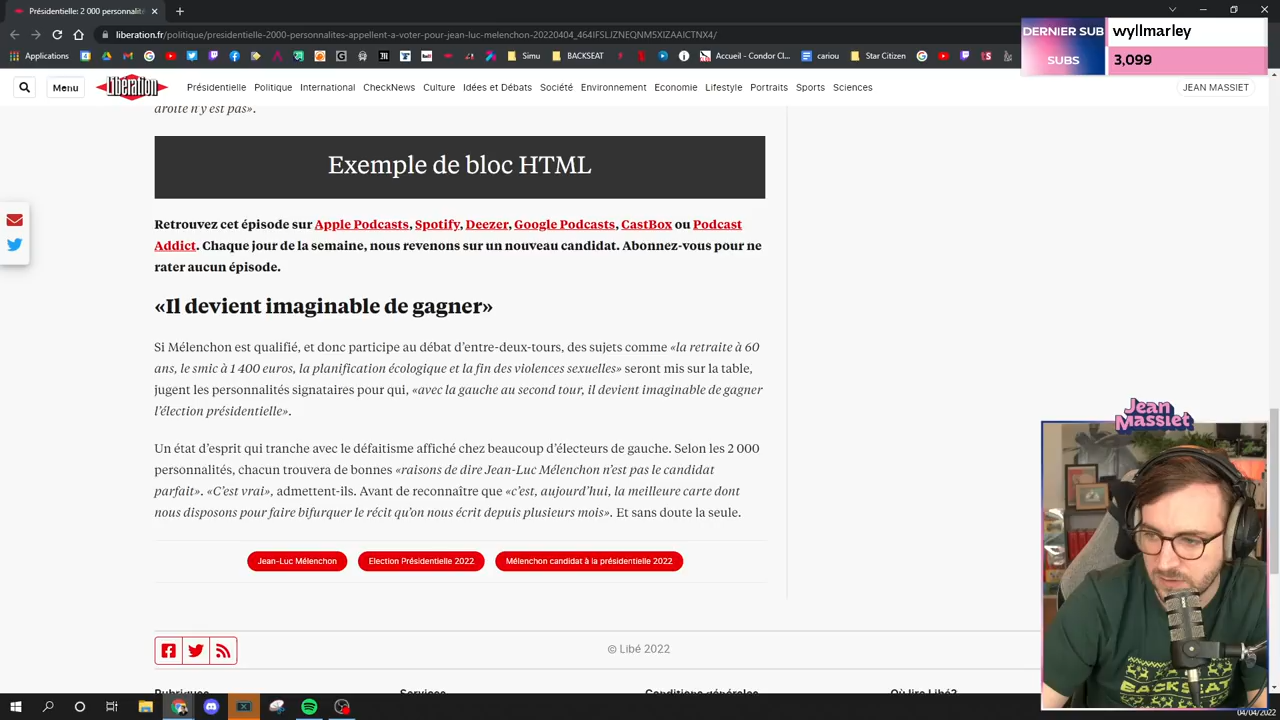 Présidentielle: 2 000 personnalité
DERNIER SUB
wyllmarley
SUBS
3,099
liberation.fr/politique/presidentielle-2000-personnalites-appellent-a-voter-pour-jean-luc-melenchon-20220404_464IFSLJZNEQNM5XIZAAICTNX4/
Applications
Simu
BACKSEAT
Accueil - Condor Cl...
cariou
Star Citizen
Menu
Libération
Présidentielle Politique International CheckNews Culture Idées et Débats Société Environnement Economie Lifestyle Portraits Sports Sciences
JEAN MASSIET
droite n'y est pas».
Exemple de bloc HTML
Retrouvez cet épisode sur Apple Podcasts, Spotify, Deezer, Google Podcasts, CastBox ou Podcast
Addict. Chaque jour de la semaine, nous revenons sur un nouveau candidat. Abonnez-vous pour ne
rater aucun épisode.
«Il devient imaginable de gagner»
Si Mélenchon est qualifié, et donc participe au débat d'entre-deux-tours, des sujets comme «la retraite à 60
ans, le smic à 1 400 euros, la planification écologique et la fin des violences sexuelles» seront mis sur la table,
jugent les personnalités signataires pour qui, «avec la gauche au second tour, il devient imaginable de gagner
l'élection présidentielle».
Un état d'esprit qui tranche avec le défaitisme affiché chez beaucoup d'électeurs de gauche. Selon les 2 000
personnalités, chacun trouvera de bonnes «raisons de dire Jean-Luc Mélenchon n'est pas le candidat
parfait». «C'est vrai», admettent-ils. Avant de reconnaître que «c'est, aujourd'hui, la meilleure carte dont
nous disposons pour faire bifurquer le récit qu'on nous écrit depuis plusieurs mois». Et sans doute la seule.
Jean-Luc Mélenchon
Election Présidentielle 2022
Mélenchon candidat à la présidentielle 2022
Jean
Massiet
© Libé 2022
Rubriques
Services
Conditions générales
Où lire Libé?
BACKSEAT
04/04/2022